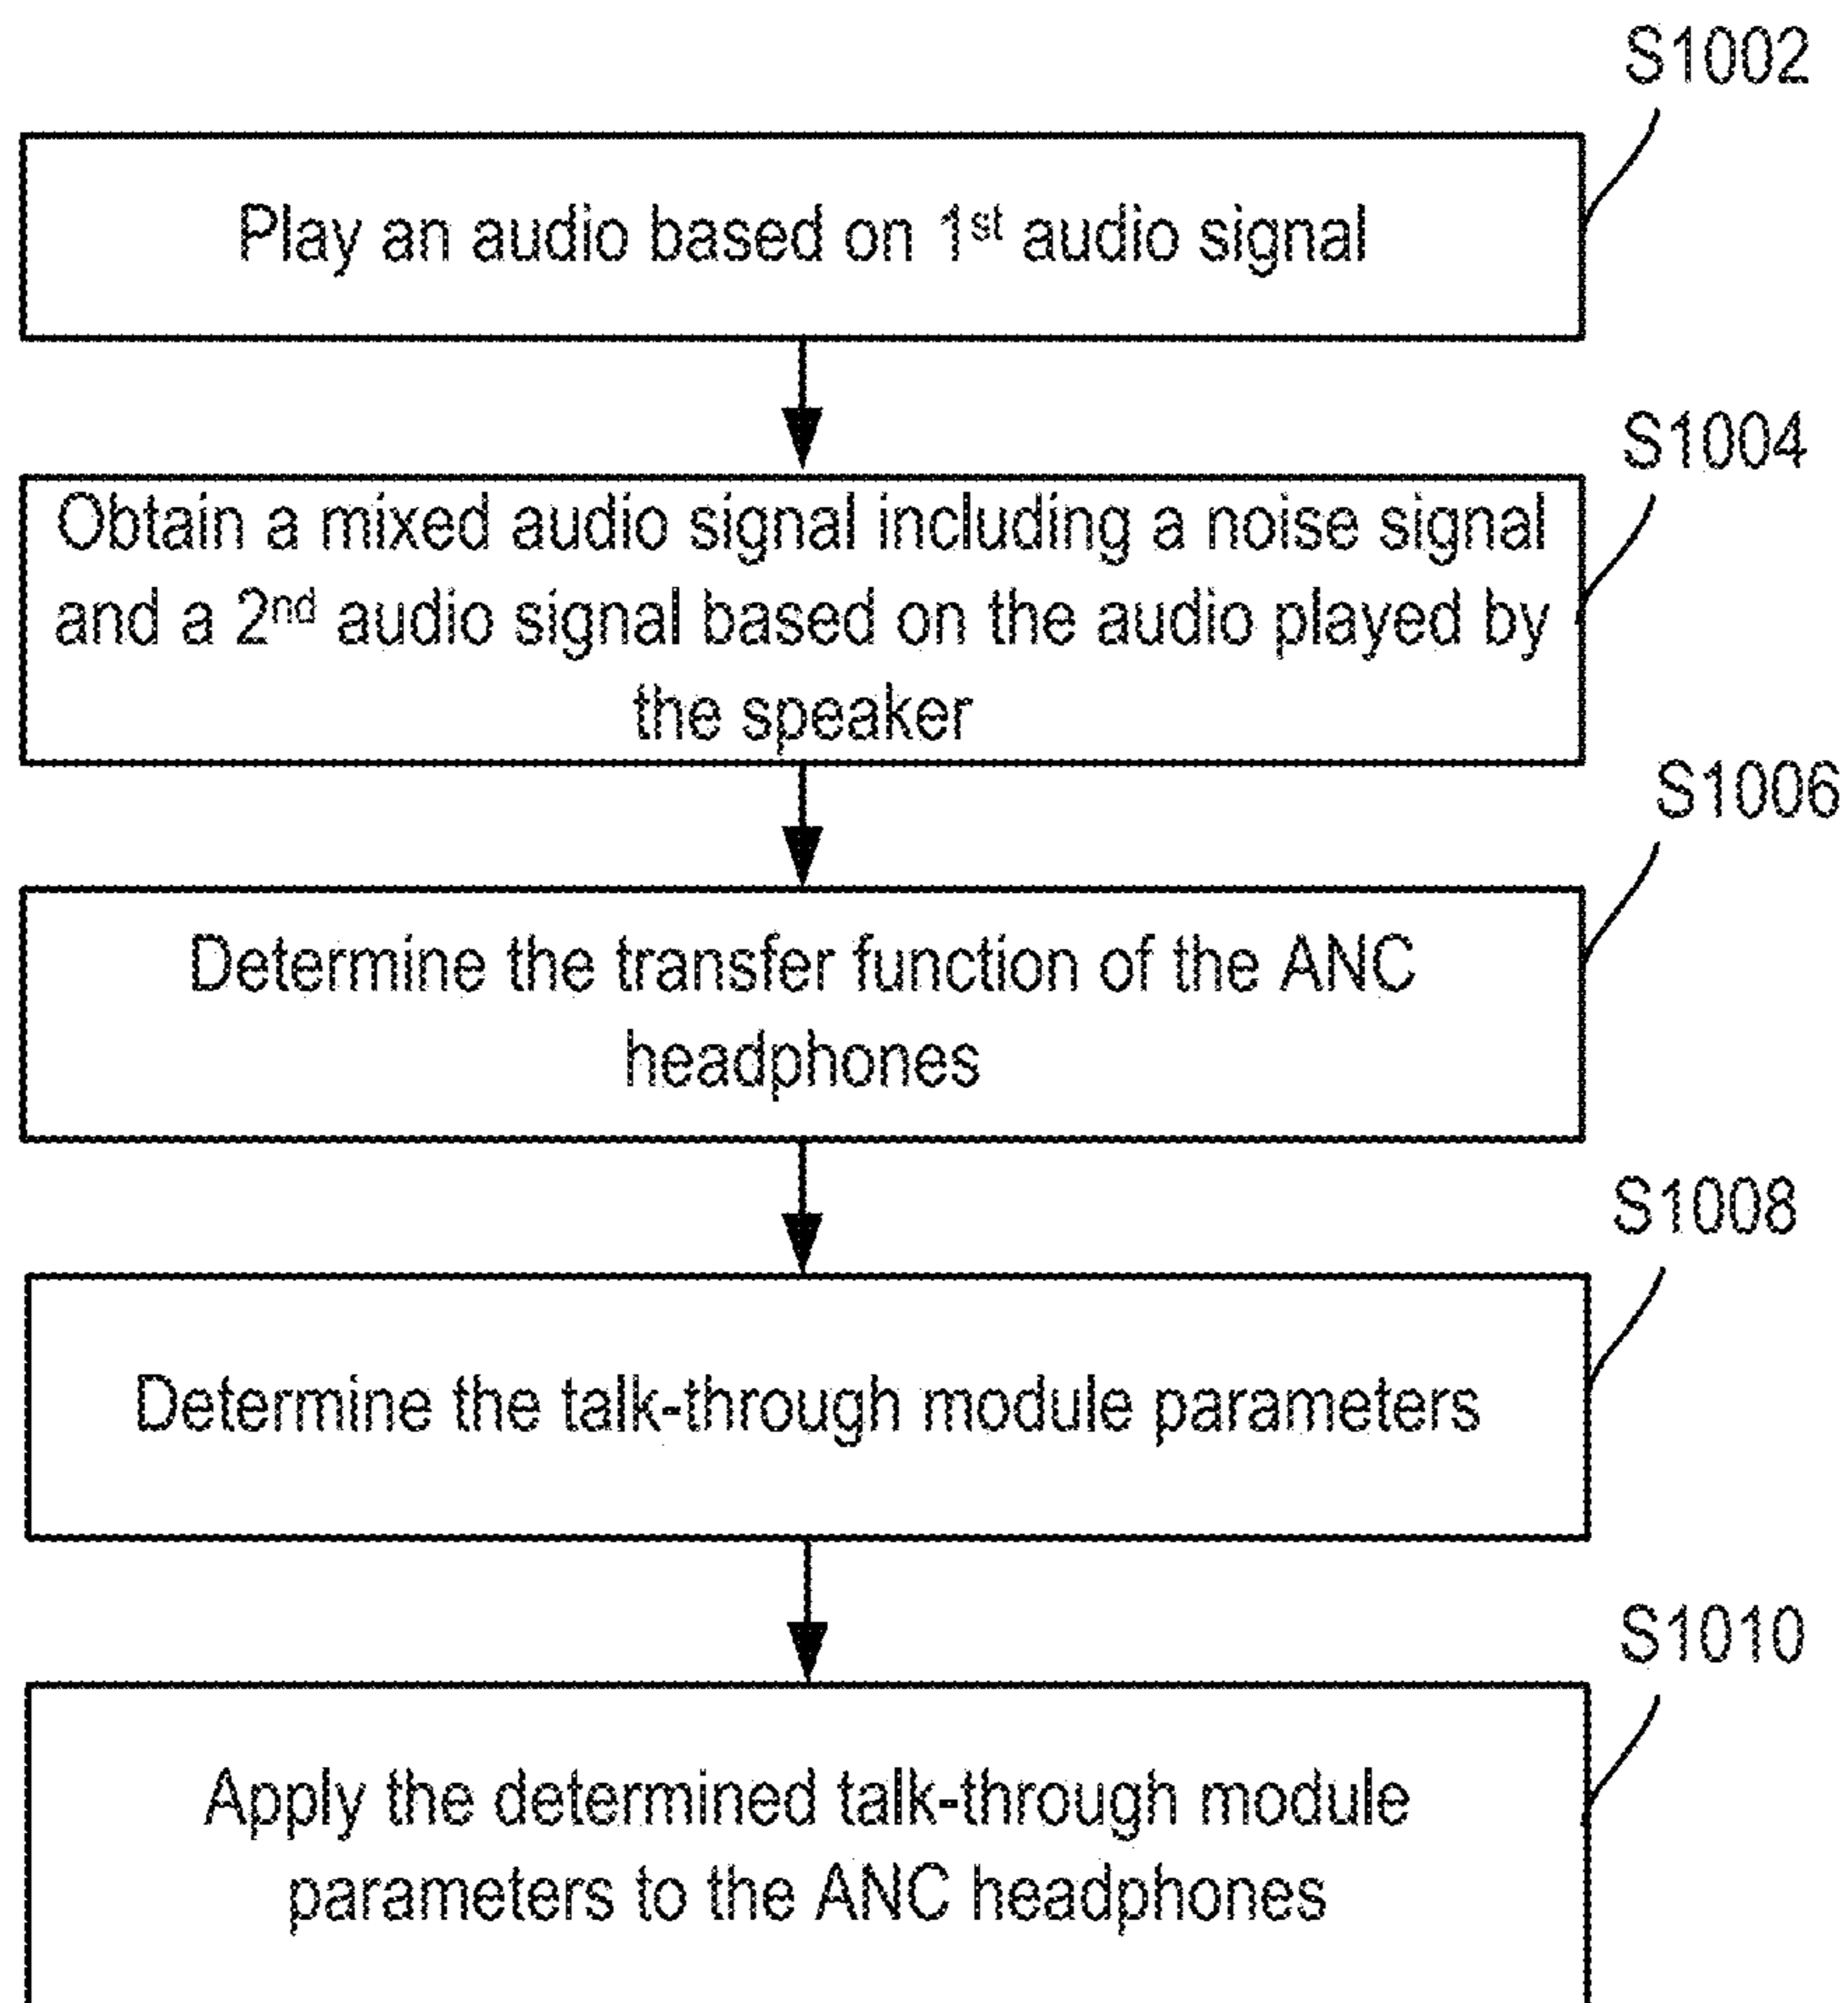 S1002
Play an audio based on 1st audio signal
S1004
Obtain a mixed audio signal including a noise signal
and a 2nd audio signal based on the audio played by
the speaker
S1006
Determine the transfer function of the ANC
headphones
S1008
Determine the talk-through module parameters
S1010
Apply the determined talk-through module
parameters to the ANC headphones